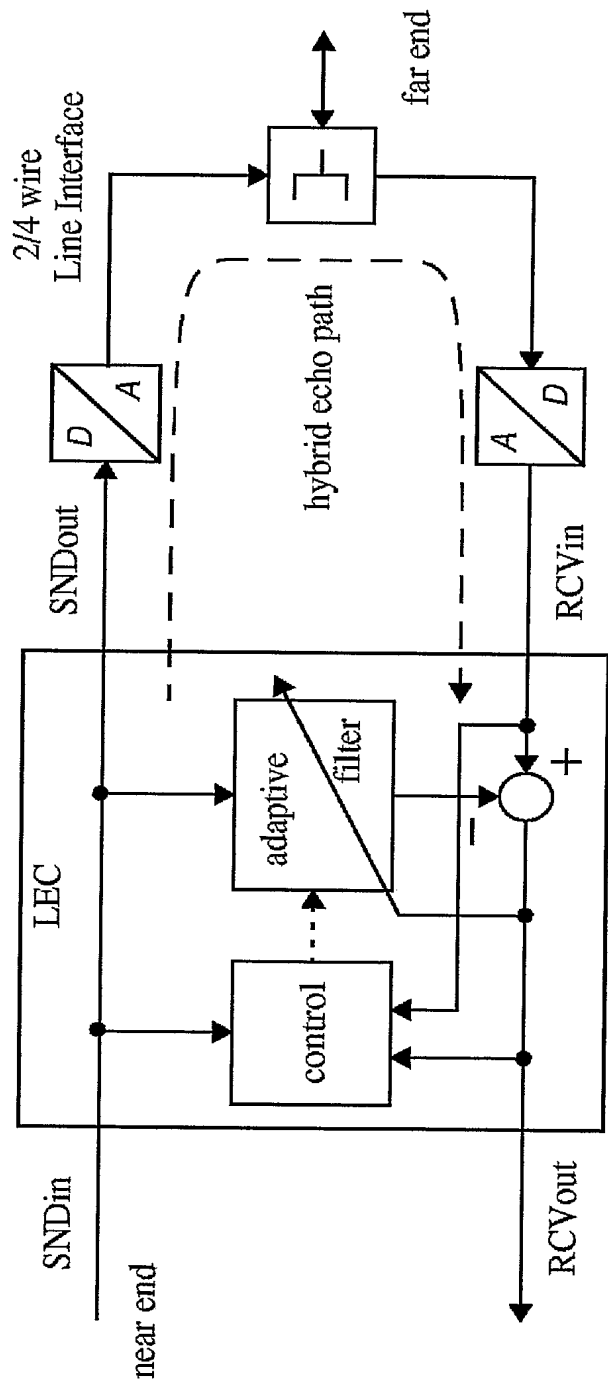 2/4 wire
Line Interface
SNDin
LEC
SNDout
D
A
near end
control
adaptive
filter
hybrid echo path
far end
−
+
RCVout
RCVin
A
D